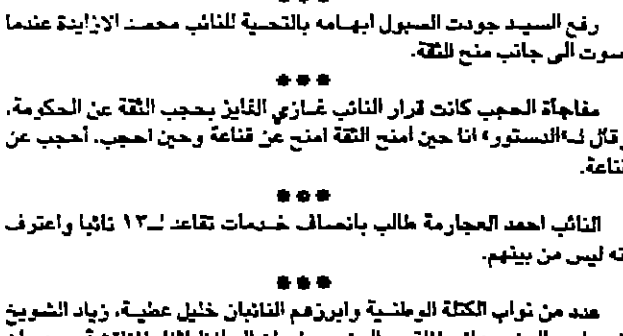 * * *
رفع السيد جودت السبول ابهامه بالتحية للنائب محمد الازايدة عندما
صوت الى جانب منح الثقة.
* * *
مفاجأة الحجب كانت قرار النائب غازي الفايز بحجب الثقة عن الحكومة،
وقال لـ«الدستور» انا حين امنح الثقة امنح عن قناعة وحين احجب، أحجب عن
قناعة.
* * *
النائب احمد العجارمة طالب بانصاف خدمات تقاعد لـ١٣ نائبا واعترف
انه ليس من بينهم.
* * *
عدد من نواب الكتلة الوطنية وابرزهم النائبان خليل عطية، زياد الشويخ